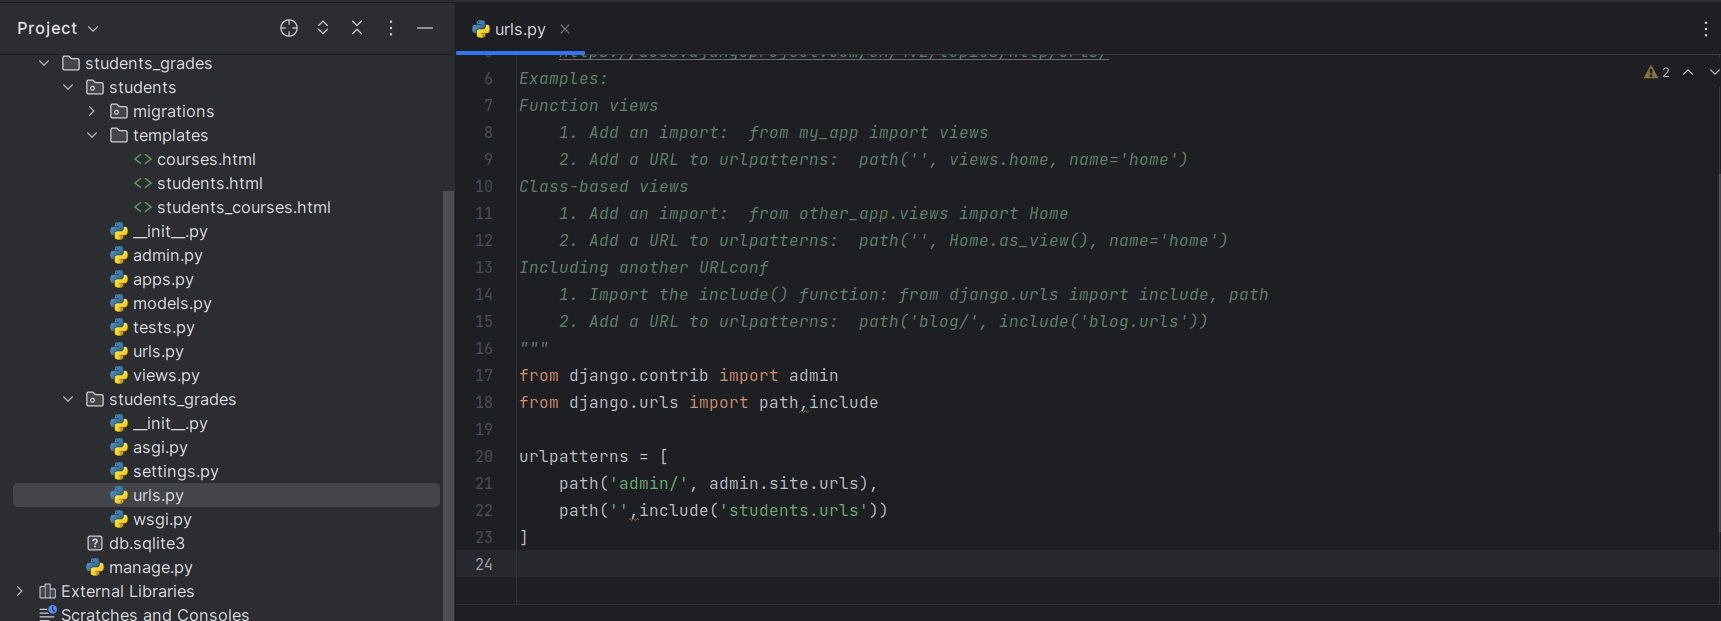 Project
students_grades
students
migrations
templates
courses.html
students.html
students_courses.html
__init__.py
admin.py
apps.py
models.py
tests.py
urls.py
views.py
students_grades
__init__.py
asgi.py
settings.py
urls.py
wsgi.py
db.sqlite3
manage.py
External Libraries
Scratches and Consoles
urls.py
2
6 Examples:
7 Function views
8     1. Add an import:  from my_app import views
9     2. Add a URL to urlpatterns:  path('', views.home, name='home')
10 Class-based views
11     1. Add an import:  from other_app.views import Home
12     2. Add a URL to urlpatterns:  path('', Home.as_view(), name='home')
13 Including another URLconf
14     1. Import the include() function: from django.urls import include, path
15     2. Add a URL to urlpatterns:  path('blog/', include('blog.urls'))
16 """
17 from django.contrib import admin
18 from django.urls import path,include
19
20 urlpatterns = [
21     path('admin/', admin.site.urls),
22     path('',include('students.urls'))
23 ]
24